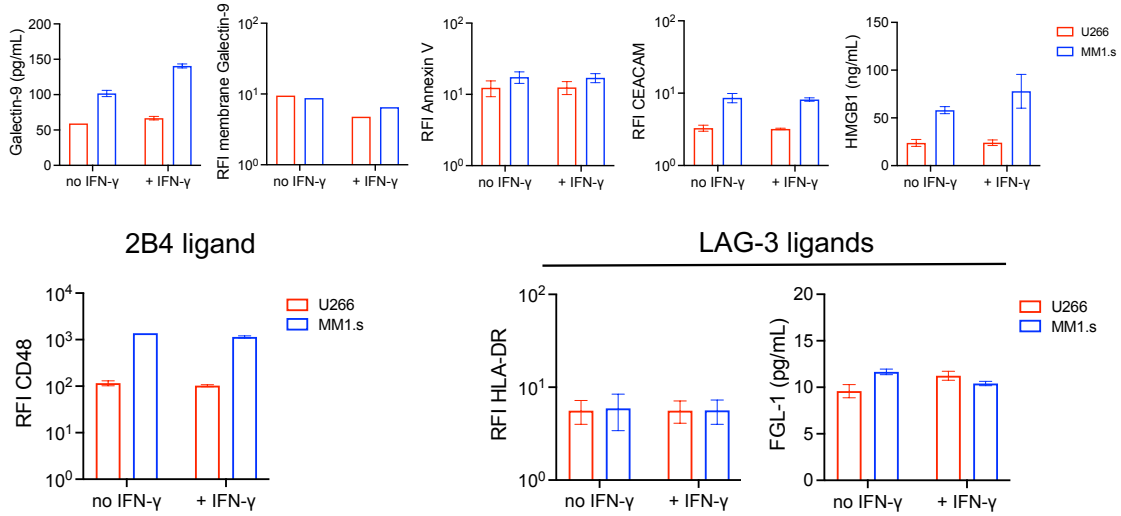 Galectin-9 (pg/mL)
200
150
100
50
0
no IFN-γ
+ IFN-γ
RFI membrane Galectin-9
10²
10¹
10⁰
no IFN-γ
+ IFN-γ
RFI Annexin V
10²
10¹
10⁰
no IFN-γ
+ IFN-γ
RFI CEACAM
10²
10¹
10⁰
no IFN-γ
+ IFN-γ
HMGB1 (ng/mL)
150
100
50
0
no IFN-γ
+ IFN-γ
U266
MM1.s
2B4 ligand
RFI CD48
10⁴
10³
10²
10¹
10⁰
no IFN-γ
+ IFN-γ
U266
MM1.s
LAG-3 ligands
RFI HLA-DR
10²
10¹
10⁰
no IFN-γ
+ IFN-γ
FGL-1 (pg/mL)
20
15
10
5
0
no IFN-γ
+ IFN-γ
U266
MM1.s